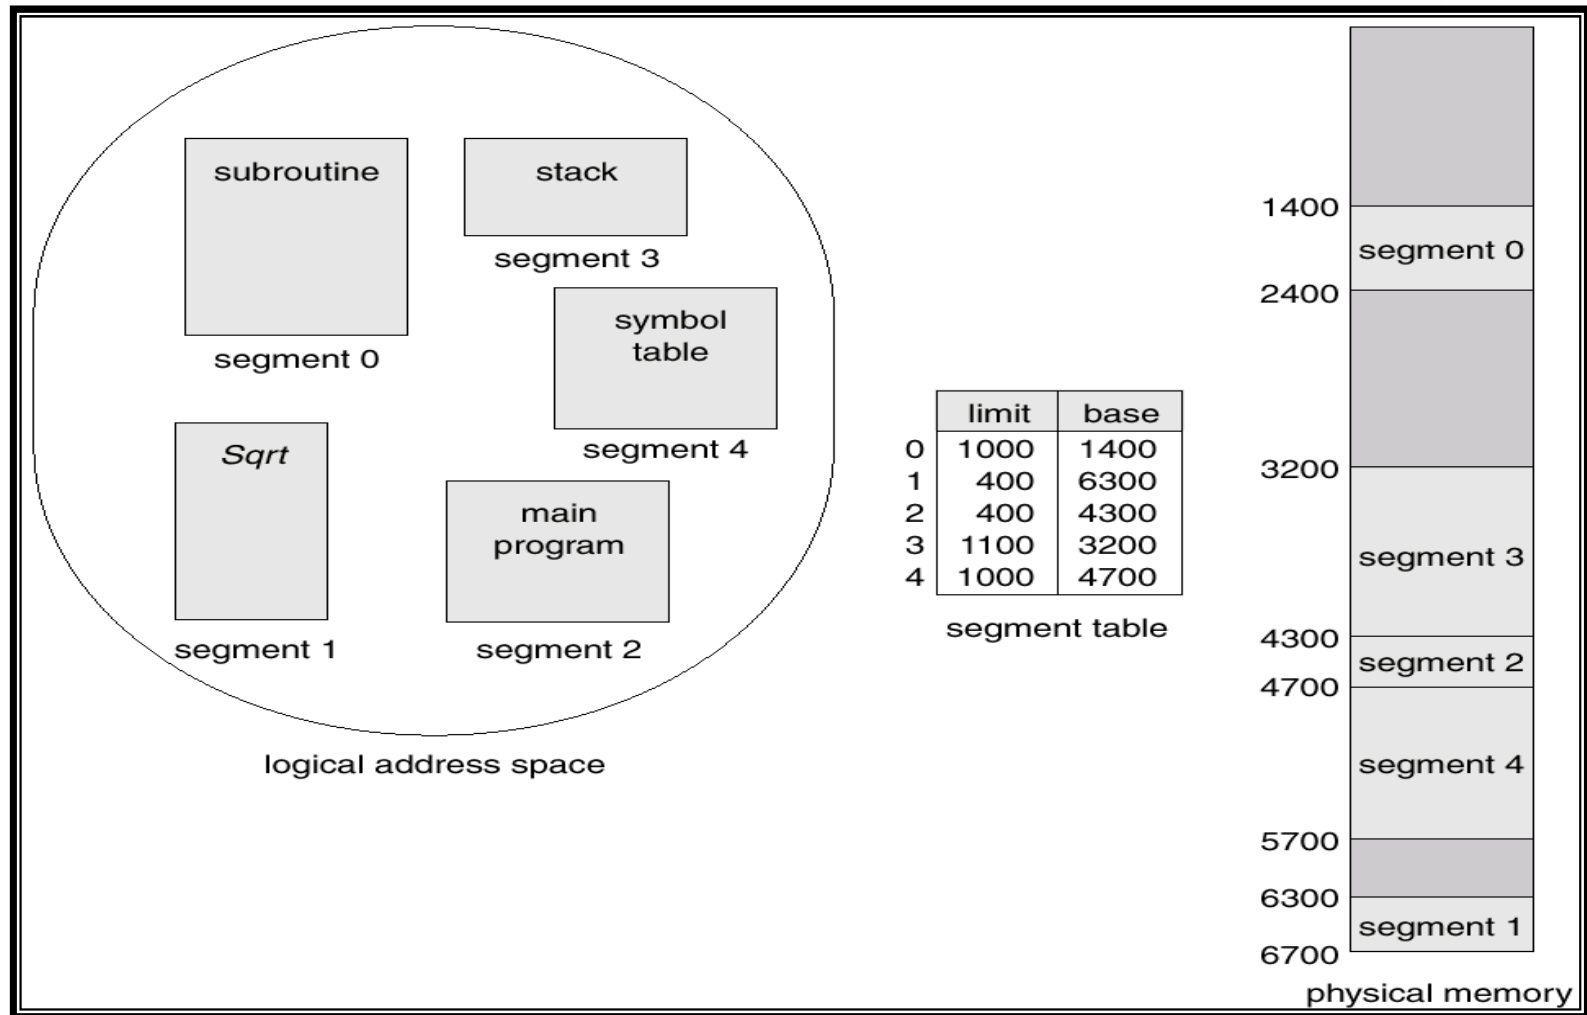 subroutine
segment 0
stack
segment 3
symbol
table
segment 4
Sqrt
segment 1
main
program
segment 2
logical address space
limit base
0 1000 1400
1 400 6300
2 400 4300
3 1100 3200
4 1000 4700
segment table
1400
segment 0
2400
3200
segment 3
4300
segment 2
4700
segment 4
5700
6300
segment 1
6700
physical memory